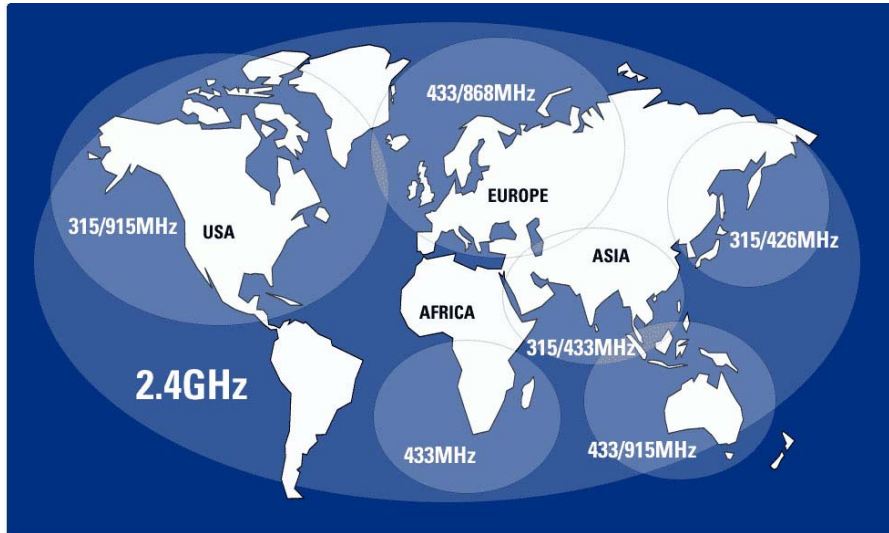 433/868MHz
EUROPE
315/915MHz
USA
315/426MHz
ASIA
AFRICA
315/433MHz
2.4GHz
433MHz
433/915MHz